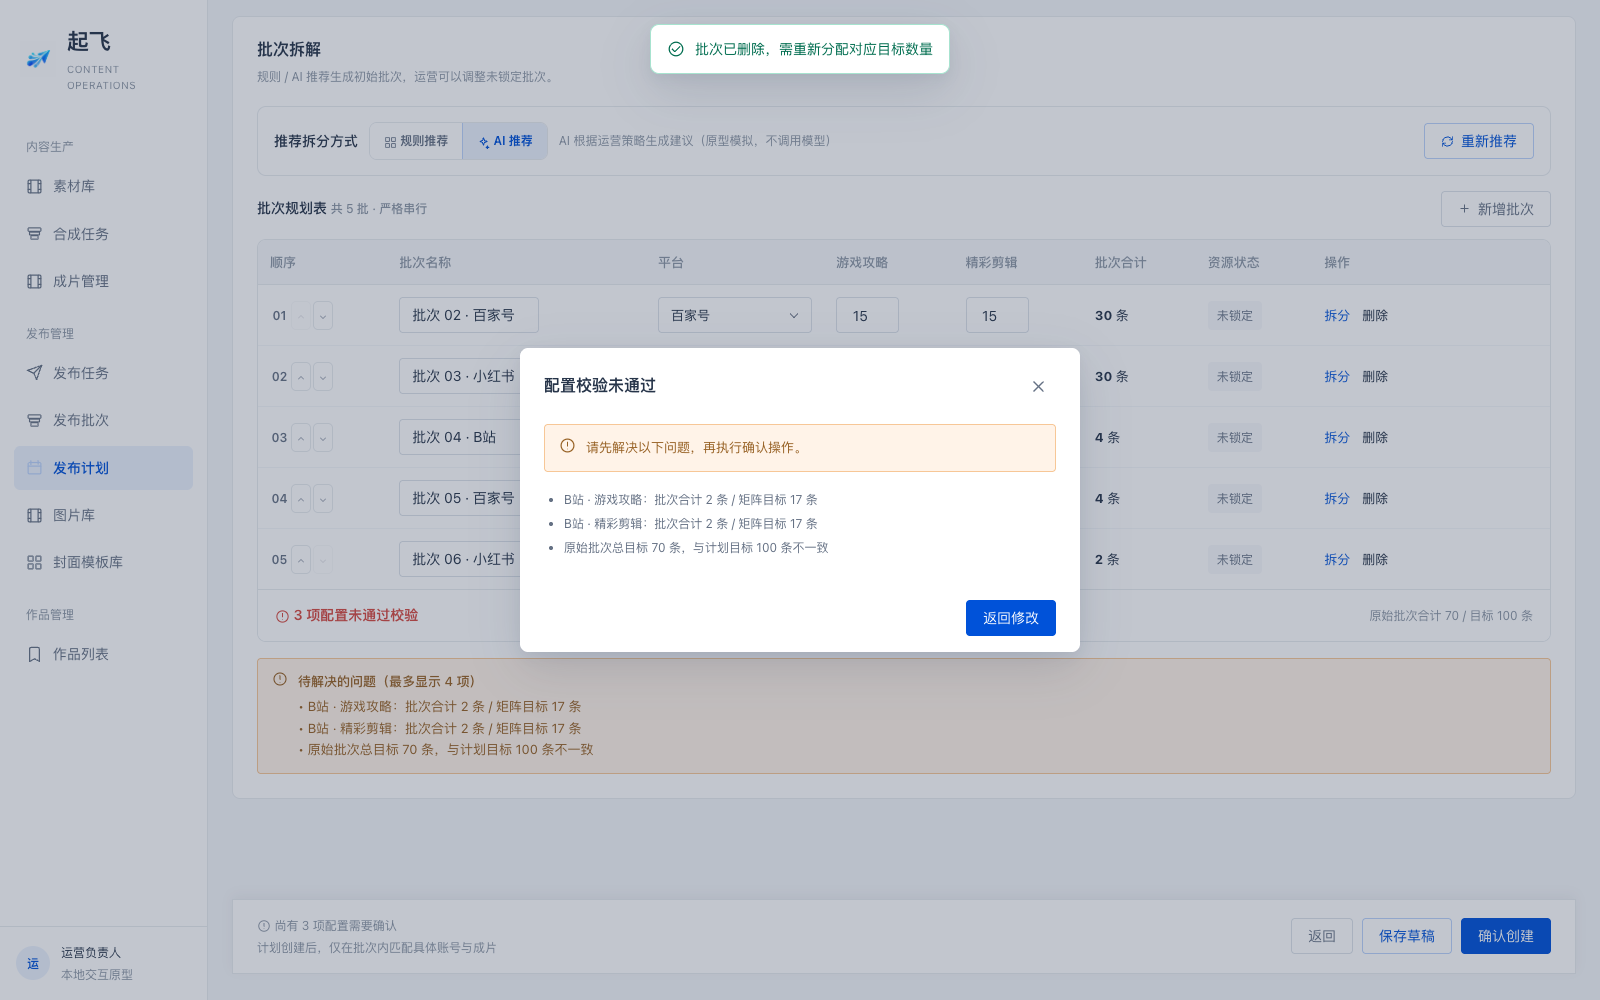 起飞
CONTENT
OPERATIONS
内容生产
素材库
合成任务
成片管理
发布管理
发布任务
发布批次
发布计划
图片库
封面模板库
作品管理
作品列表
运
运营负责人
本地交互原型
批次已删除，需重新分配对应目标数量
批次拆解
规则 / AI 推荐生成初始批次，运营可以调整未锁定批次。
推荐拆分方式 规则推荐 AI 推荐 AI 根据运营策略生成建议（原型模拟，不调用模型） 重新推荐
批次规划表 共 5 批 · 严格串行 + 新增批次
顺序 批次名称 平台 游戏攻略 精彩剪辑 批次合计 资源状态 操作
01 批次 02 · 百家号 百家号 15 15 30 条 未锁定 拆分 删除
02 批次 03 · 小红书 30 条 未锁定 拆分 删除
03 批次 04 · B站 4 条 未锁定 拆分 删除
04 批次 05 · 百家号 4 条 未锁定 拆分 删除
05 批次 06 · 小红书 2 条 未锁定 拆分 删除
3 项配置未通过校验 原始批次合计 70 / 目标 100 条
配置校验未通过
请先解决以下问题，再执行确认操作。
• B站 · 游戏攻略：批次合计 2 条 / 矩阵目标 17 条
• B站 · 精彩剪辑：批次合计 2 条 / 矩阵目标 17 条
• 原始批次总目标 70 条，与计划目标 100 条不一致
返回修改
待解决的问题（最多显示 4 项）
• B站 · 游戏攻略：批次合计 2 条 / 矩阵目标 17 条
• B站 · 精彩剪辑：批次合计 2 条 / 矩阵目标 17 条
• 原始批次总目标 70 条，与计划目标 100 条不一致
尚有 3 项配置需要确认
计划创建后，仅在批次内匹配具体账号与成片
返回 保存草稿 确认创建